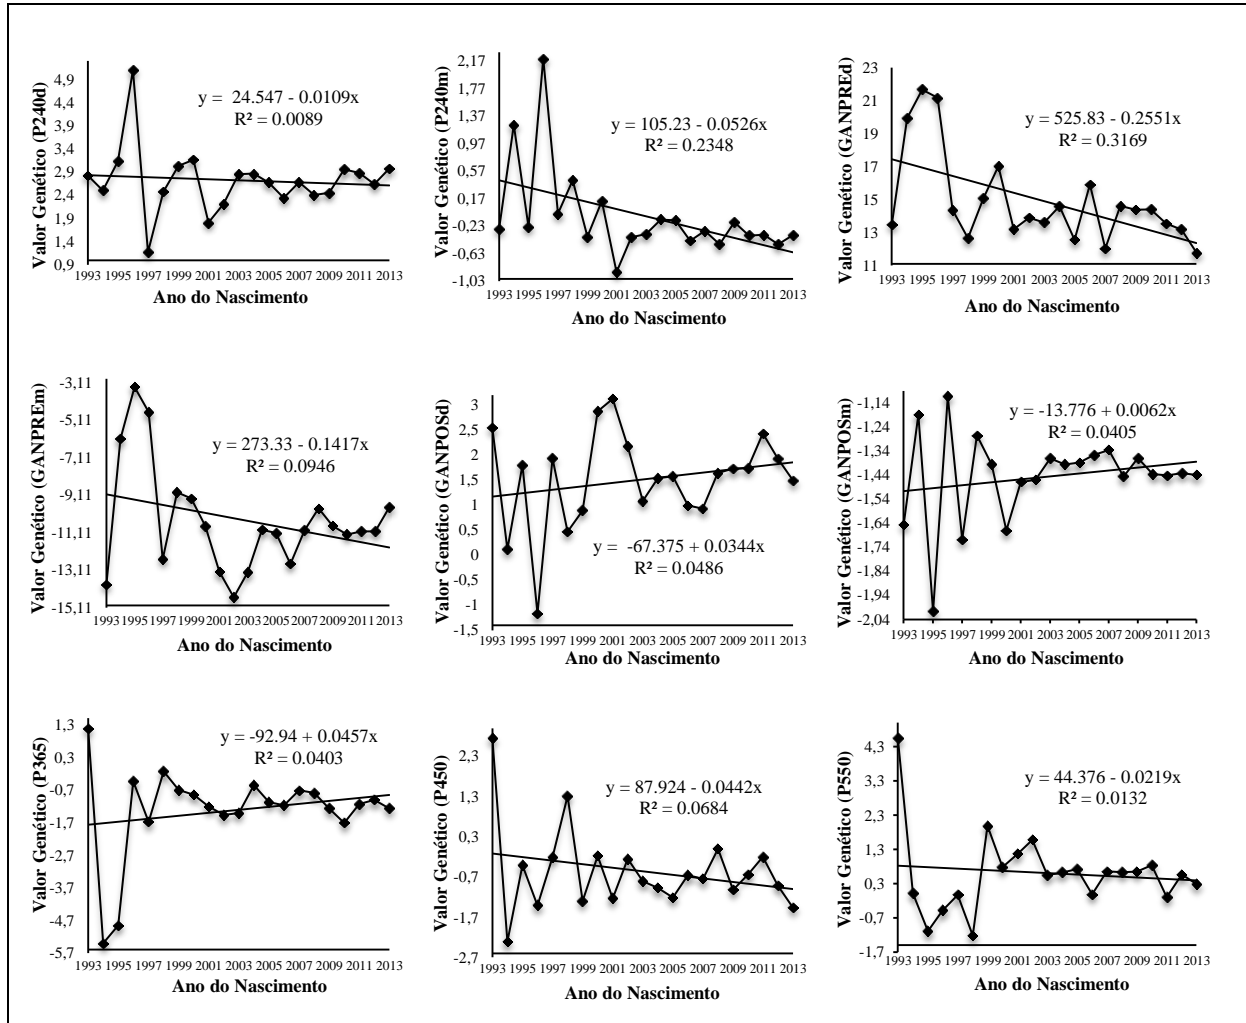 Valor Genético (P240d)
4,9
4,4
3,9
3,4
2,9
2,4
1,9
1,4
0,9
y = 24.547 - 0.0109x
R² = 0.0089
1993 1995 1997 1999 2001 2003 2005 2007 2009 2011 2013
Ano do Nascimento
Valor Genético (P240m)
2,17
1,77
1,37
0,97
0,57
0,17
-0,23
-0,63
-1,03
y = 105.23 - 0.0526x
R² = 0.2348
1993 1995 1997 1999 2001 2003 2005 2007 2009 2011 2013
Ano do Nascimento
Valor Genético (GANPREd)
23
21
19
17
15
13
11
y = 525.83 - 0.2551x
R² = 0.3169
1993 1995 1997 1999 2001 2003 2005 2007 2009 2011 2013
Ano do Nascimento
Valor Genético (GANPREm)
-3,11
-5,11
-7,11
-9,11
-11,11
-13,11
-15,11
y = 273.33 - 0.1417x
R² = 0.0946
1993 1995 1997 1999 2001 2003 2005 2007 2009 2011 2013
Ano do Nascimento
Valor Genético (GANPOSd)
3
2,5
2
1,5
1
0,5
0
-0,5
-1
-1,5
y = -67.375 + 0.0344x
R² = 0.0486
1993 1995 1997 1999 2001 2003 2005 2007 2009 2011 2013
Ano do Nascimento
Valor Genético (GANPOSm)
-1,14
-1,24
-1,34
-1,44
-1,54
-1,64
-1,74
-1,84
-1,94
-2,04
y = -13.776 + 0.0062x
R² = 0.0405
1993 1995 1997 1999 2001 2003 2005 2007 2009 2011 2013
Ano do Nascimento
Valor Genético (P365)
1,3
0,3
-0,7
-1,7
-2,7
-3,7
-4,7
-5,7
y = -92.94 + 0.0457x
R² = 0.0403
1993 1995 1997 1999 2001 2003 2005 2007 2009 2011 2013
Ano do Nascimento
Valor Genético (P450)
2,3
1,3
0,3
-0,7
-1,7
-2,7
y = 87.924 - 0.0442x
R² = 0.0684
1993 1995 1997 1999 2001 2003 2005 2007 2009 2011 2013
Ano do Nascimento
Valor Genético (P550)
4,3
3,3
2,3
1,3
0,3
-0,7
-1,7
y = 44.376 - 0.0219x
R² = 0.0132
1993 1995 1997 1999 2001 2003 2005 2007 2009 2011 2013
Ano do Nascimento